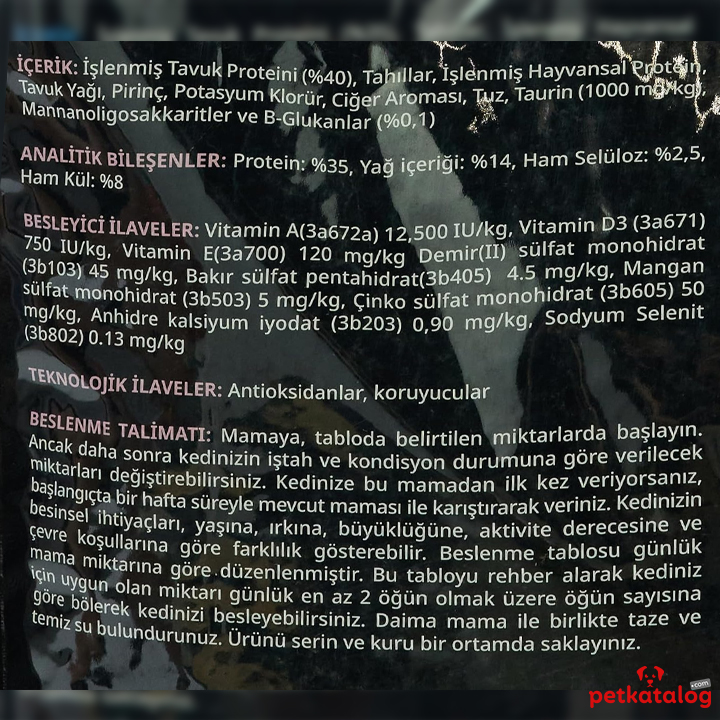 İÇERİK: İşlenmiş Tavuk Proteini (%40), Tahıllar, İşlenmiş Hayvansal Protein,
Tavuk Yağı, Pirinç, Potasyum Klorür, Ciğer Aroması, Tuz, Taurin (1000 mg/kg),
Mannanoligosakkaritler ve B-Glukanlar (%0,1)
ANALİTİK BİLEŞENLER: Protein: %35, Yağ içeriği: %14, Ham Selüloz: %2,5,
Ham Kül: %8
BESLEYİCİ İLAVELER: Vitamin A(3a672a) 12,500 IU/kg, Vitamin D3 (3a671)
750 IU/kg, Vitamin E(3a700) 120 mg/kg Demir(II) sülfat monohidrat
(3b103) 45 mg/kg, Bakır sülfat pentahidrat(3b405) 4.5 mg/kg, Mangan
sülfat monohidrat (3b503) 5 mg/kg, Çinko sülfat monohidrat (3b605) 50
mg/kg, Anhidre kalsiyum iyodat (3b203) 0,90 mg/kg, Sodyum Selenit
(3b802) 0.13 mg/kg
TEKNOLOJİK İLAVELER: Antioksidanlar, koruyucular
BESLENME TALİMATI: Mamaya, tabloda belirtilen miktarlarda başlayın.
Ancak daha sonra kedinizin iştah ve kondisyon durumuna göre verilecek
miktarları değiştirebilirsiniz. Kedinize bu mamadan ilk kez veriyorsanız,
başlangıçta bir hafta süreyle mevcut maması ile karıştırarak veriniz. Kedinizin
besinsel ihtiyaçları, yaşına, ırkına, büyüklüğüne, aktivite derecesine ve
çevre koşullarına göre farklılık gösterebilir. Beslenme tablosu günlük
mama miktarına göre düzenlenmiştir. Bu tabloyu rehber alarak kediniz
için uygun olan miktarı günlük en az 2 öğün olmak üzere öğün sayısına
göre bölerek kedinizi besleyebilirsiniz. Daima mama ile birlikte taze ve
temiz su bulundurunuz. Ürünü serin ve kuru bir ortamda saklayınız.
petkatalog.com